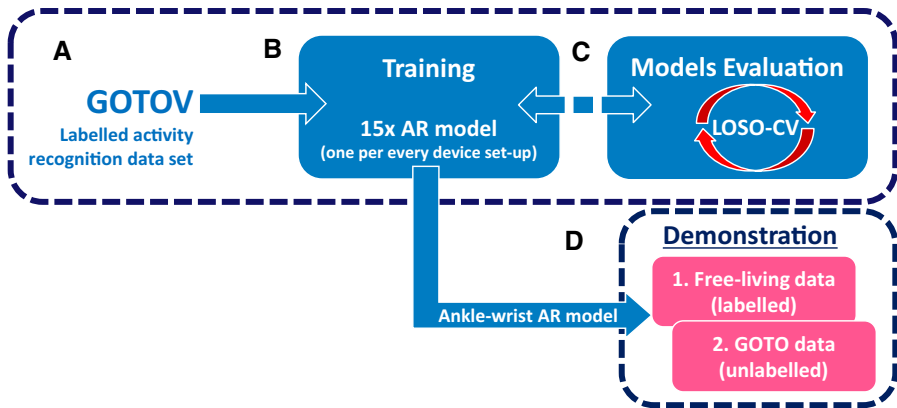 A
GOTOV
Labelled activity
recognition data set
B
Training
15x AR model
(one per every device set-up)
C
Models Evaluation
LOSO-CV
D
Demonstration
1. Free-living data
(labelled)
2. GOTO data
(unlabelled)
Ankle-wrist AR model